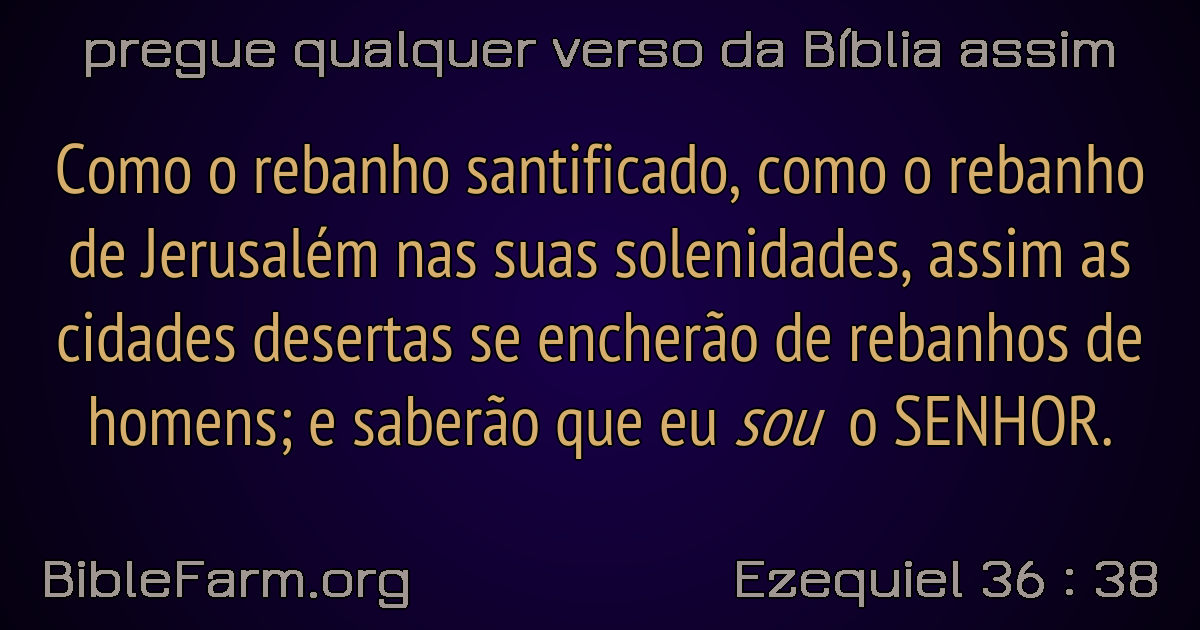 pregue qualquer verso da Bíblia assim
Como o rebanho santificado, como o rebanho
de Jerusalém nas suas solenidades, assim as
cidades desertas se encherão de rebanhos de
homens; e saberão que eu sou o SENHOR.
BibleFarm.org
Ezequiel 36 : 38